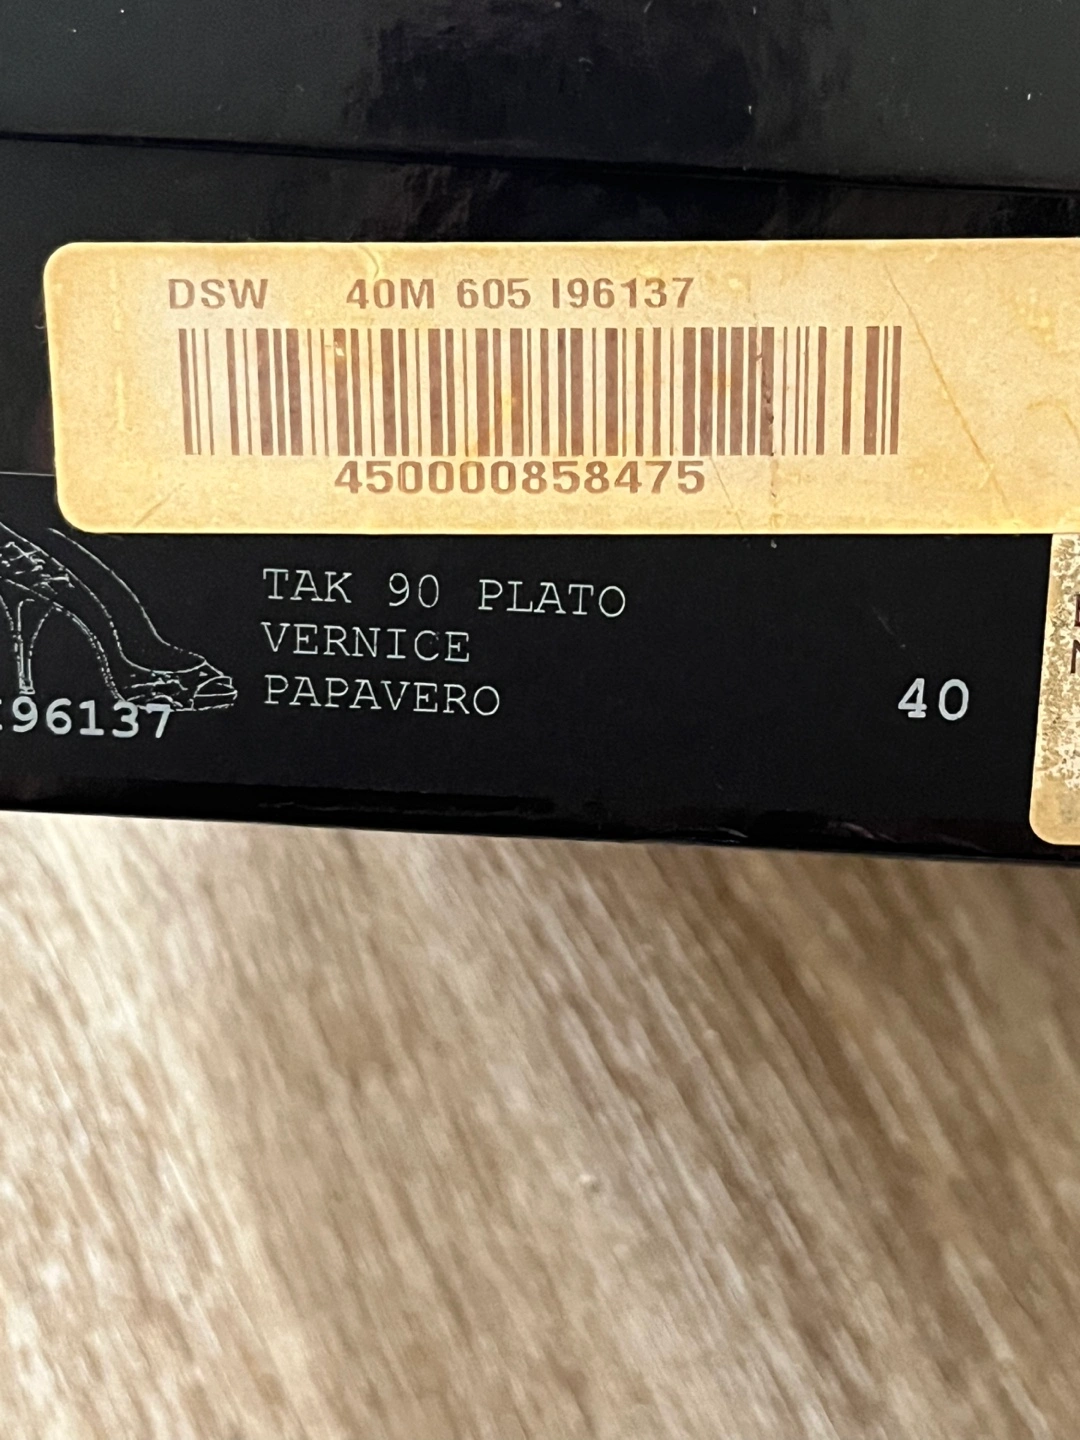 DSW 40M 605 I96137
450000858475
TAK 90 PLATO
VERNICE
PAPAVERO
96137
40